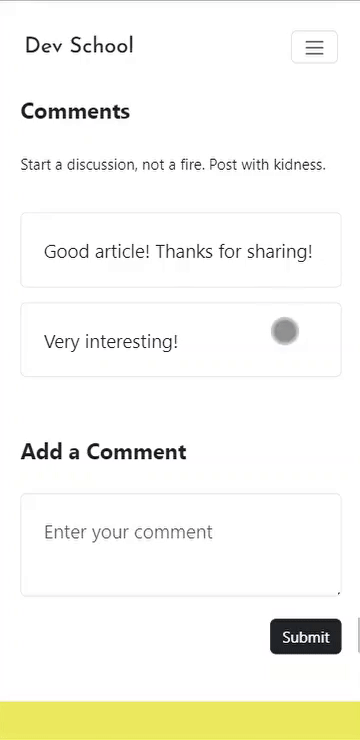 Dev School
Comments
Start a discussion, not a fire. Post with kidness.
Good article! Thanks for sharing!
Very interesting!
Add a Comment
Enter your comment
Submit